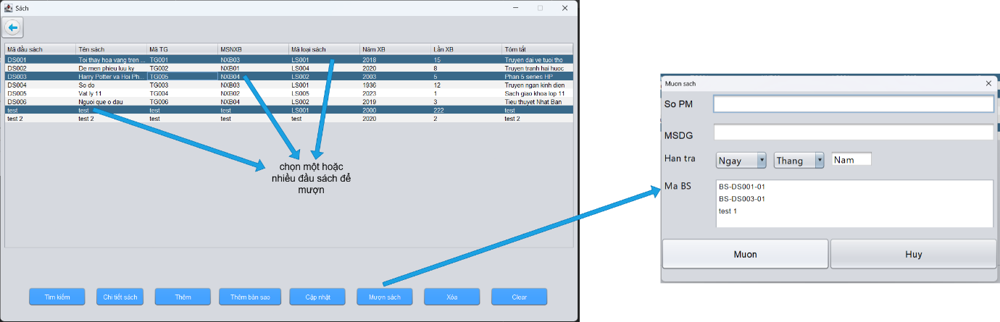 Sách
Mã đầu sách Tên sách Mã TG MSNXB Mã loại sách Năm XB Lần XB Tóm tất
DS001 Toi thay hoa vang tren ... TG001 NXB03 LS001 2018 15 Truyen dai ve tuoi tho
DS002 De men phieu luu ky TG002 NXB01 LS004 2020 8 Truyen tranh hai huoc
DS003 Harry Potter va Hoi Ph... TG005 NXB04 LS002 2003 5 Phan 5 series HP
DS004 So do TG003 NXB03 LS001 1936 12 Truyen ngan kinh dien
DS005 Vat ly 11 TG004 NXB02 LS005 2023 1 Sach giao khoa lop 11
DS006 Nguoi que o dau TG006 NXB04 LS002 2019 3 Tieu thuyet Nhat Ban
test test test test LS001 2000 222 test
test 2 test 2 test test test 2020 2 test 2
chọn một hoặc
nhiều đầu sách để
mượn
Tìm kiếm Chi tiết sách Thêm Thêm bản sao Cập nhật Mượn sách Xóa Clear
Muon sach
So PM
MSDG
Han tra Ngay Thang Nam
Ma BS BS-DS001-01
BS-DS003-01
test 1
Muon Huy